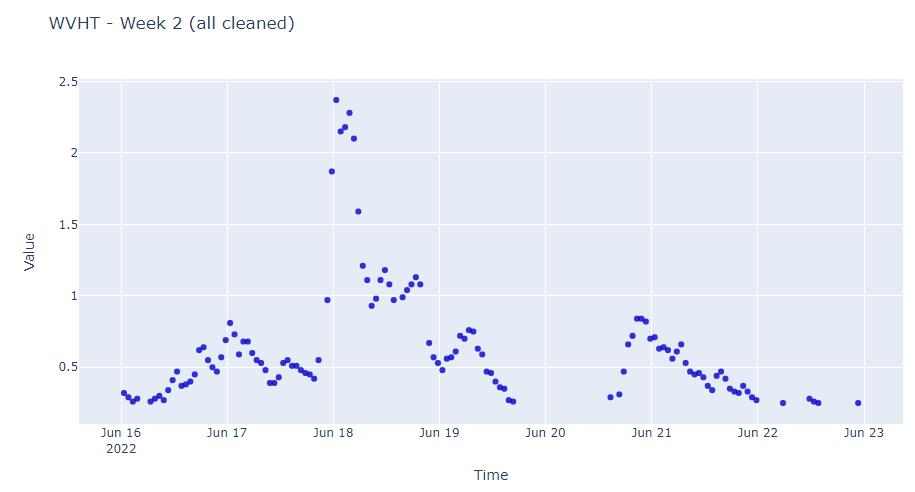 WVHT - Week 2 (all cleaned)
2.5
2
1.5
1
0.5
Value
Jun 16 Jun 17 Jun 18 Jun 19 Jun 20 Jun 21 Jun 22 Jun 23
2022
Time